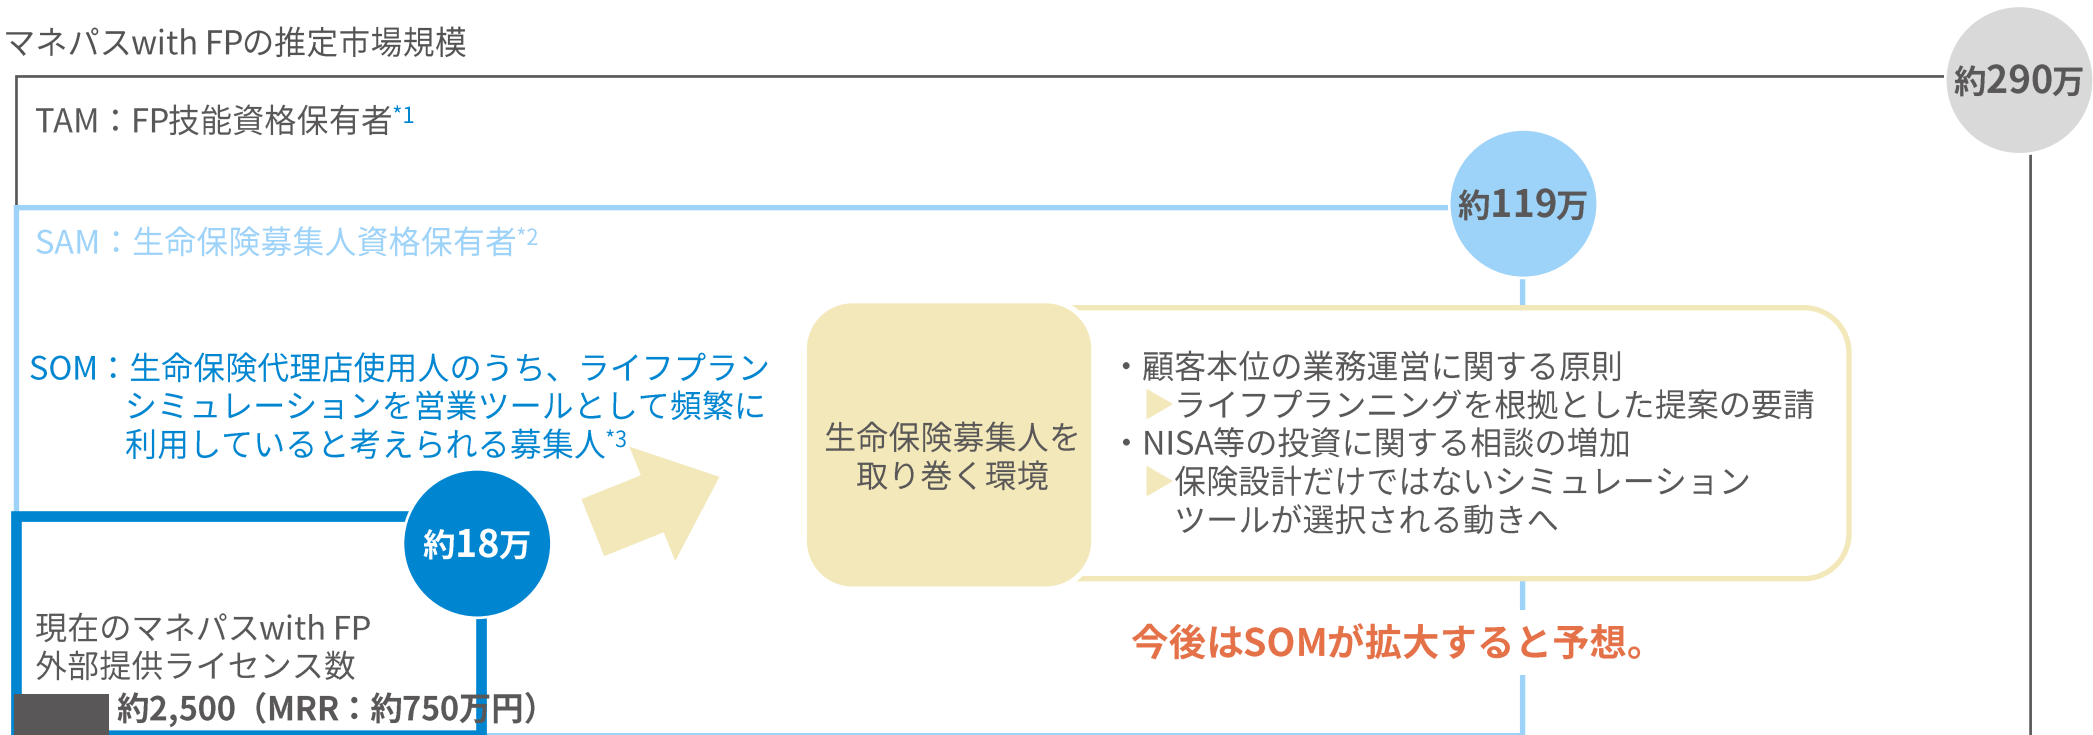 マネパスwith FPの推定市場規模
約290万
TAM：FP技能資格保有者*1
約119万
SAM：生命保険募集人資格保有者*2
SOM：生命保険代理店使用人のうち、ライフプラン
シミュレーションを営業ツールとして頻繁に
利用していると考えられる募集人*3
約18万
生命保険募集人を
取り巻く環境
・顧客本位の業務運営に関する原則
▶ライフプランニングを根拠とした提案の要請
・NISA等の投資に関する相談の増加
▶保険設計だけではないシミュレーション
ツールが選択される動きへ
今後はSOMが拡大すると予想。
現在のマネパスwith FP
外部提供ライセンス数
約2,500（MRR：約750万円）